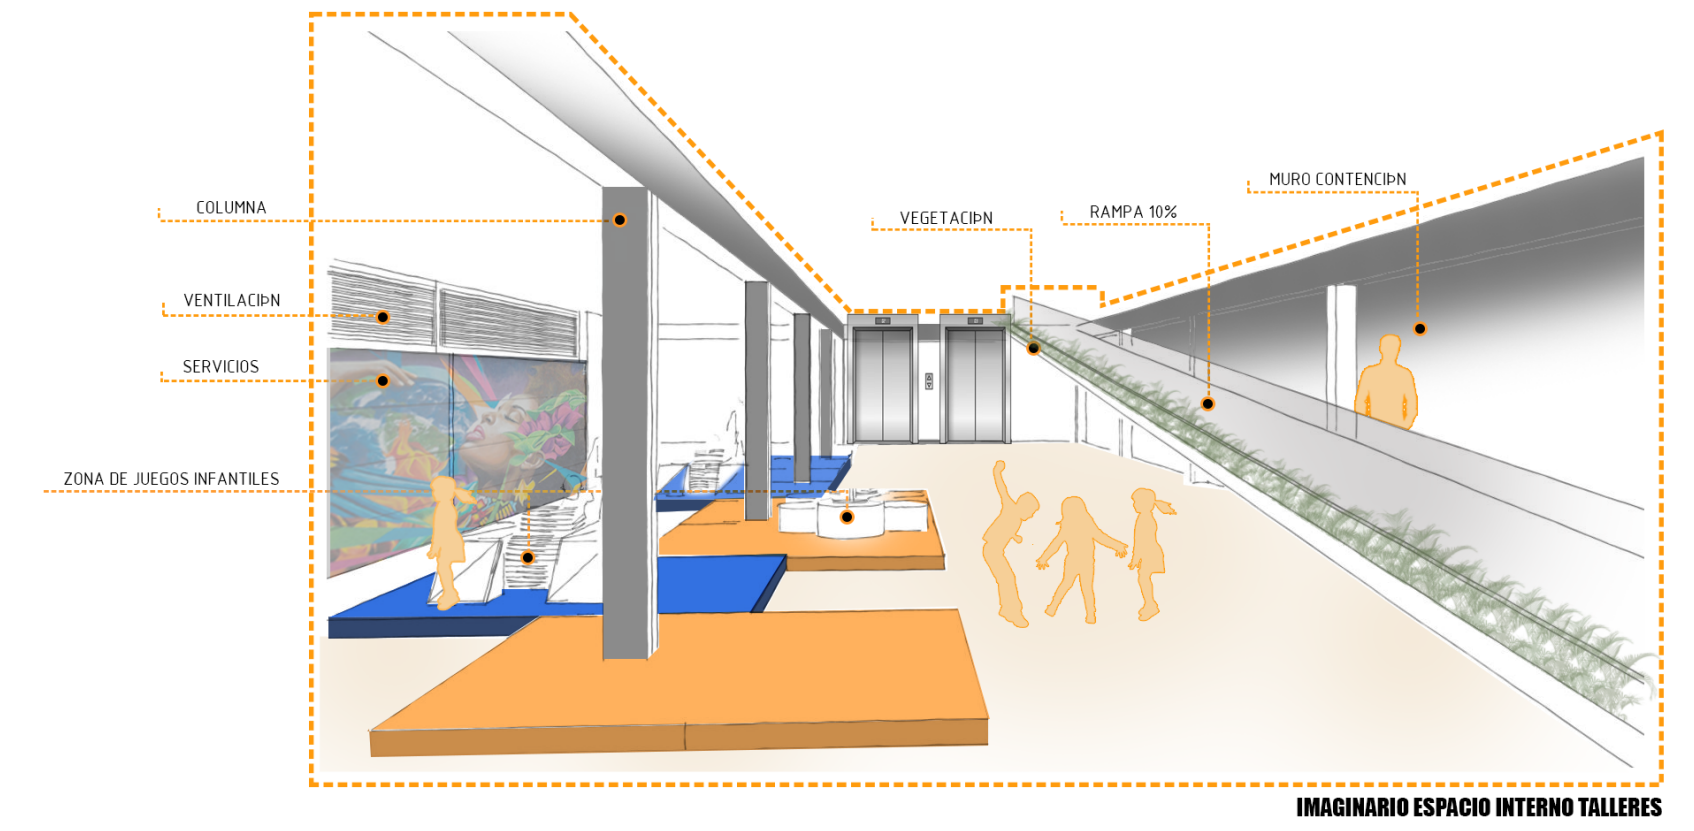 COLUMNA
VENTILACIÞN
SERVICIOS
ZONA DE JUEGOS INFANTILES
VEGETACIÞN
RAMPA 10%
MURO CONTENCIÞN
IMAGINARIO ESPACIO INTERNO TALLERES